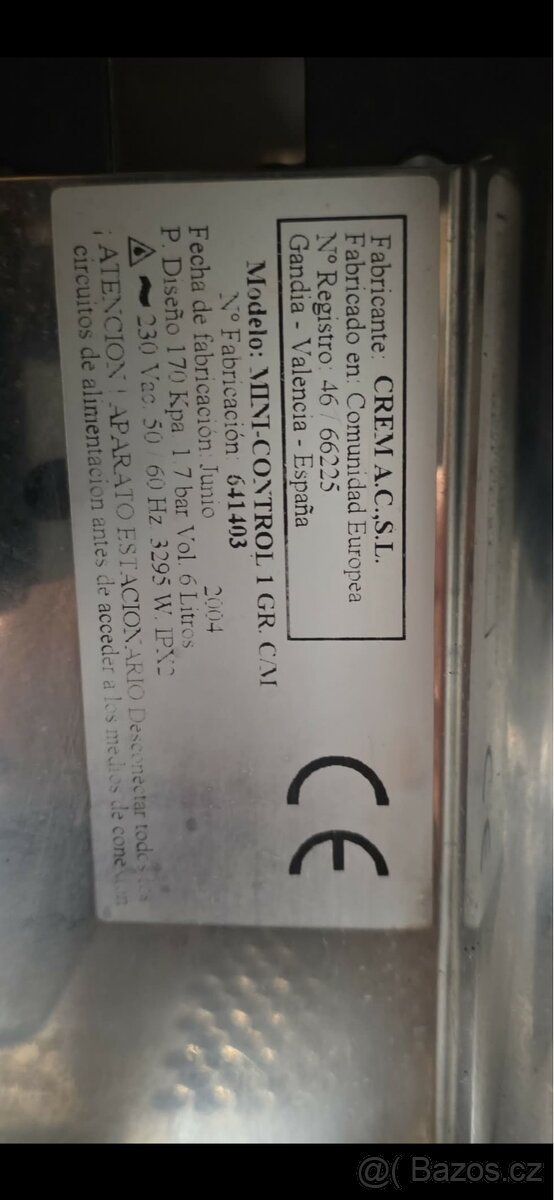 Fabricante: CREM A.C.,S.L.
Fabricado en: Comunidad Europea
Nº Registro: 46 / 66225
Gandia - Valencia - España
CE
Modelo: MINI-CONTROL 1 GR. C/M
Nº Fabricación: 641403
Fecha de fabricación: Junio 2004
P. Diseño 170 Kpa 1.7 bar Vol. 6 Litros
~ 230 Vac. 50 / 60 Hz. 3295 W. IPX2
¡ ATENCION ! APARATO ESTACIONARIO Desconectar todos los
circuitos de alimentacion antes de acceder a los medios de conexion
@( Bazos.cz